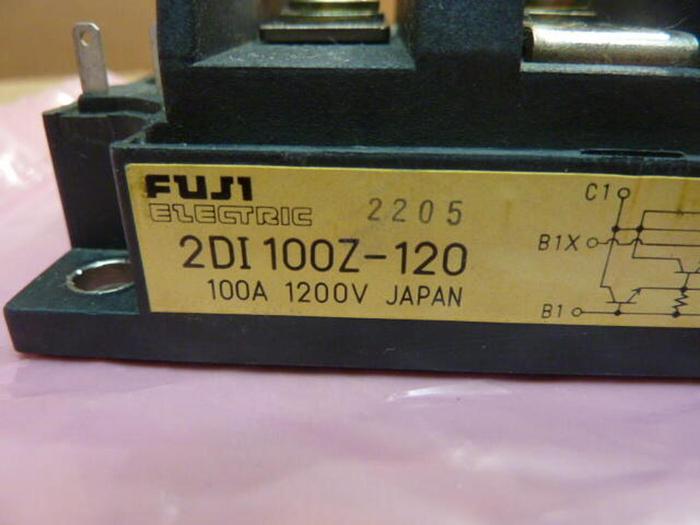 FUJI
ELECTRIC 2205
2DI 100Z-120
100A 1200V JAPAN
C1
B1X
B1